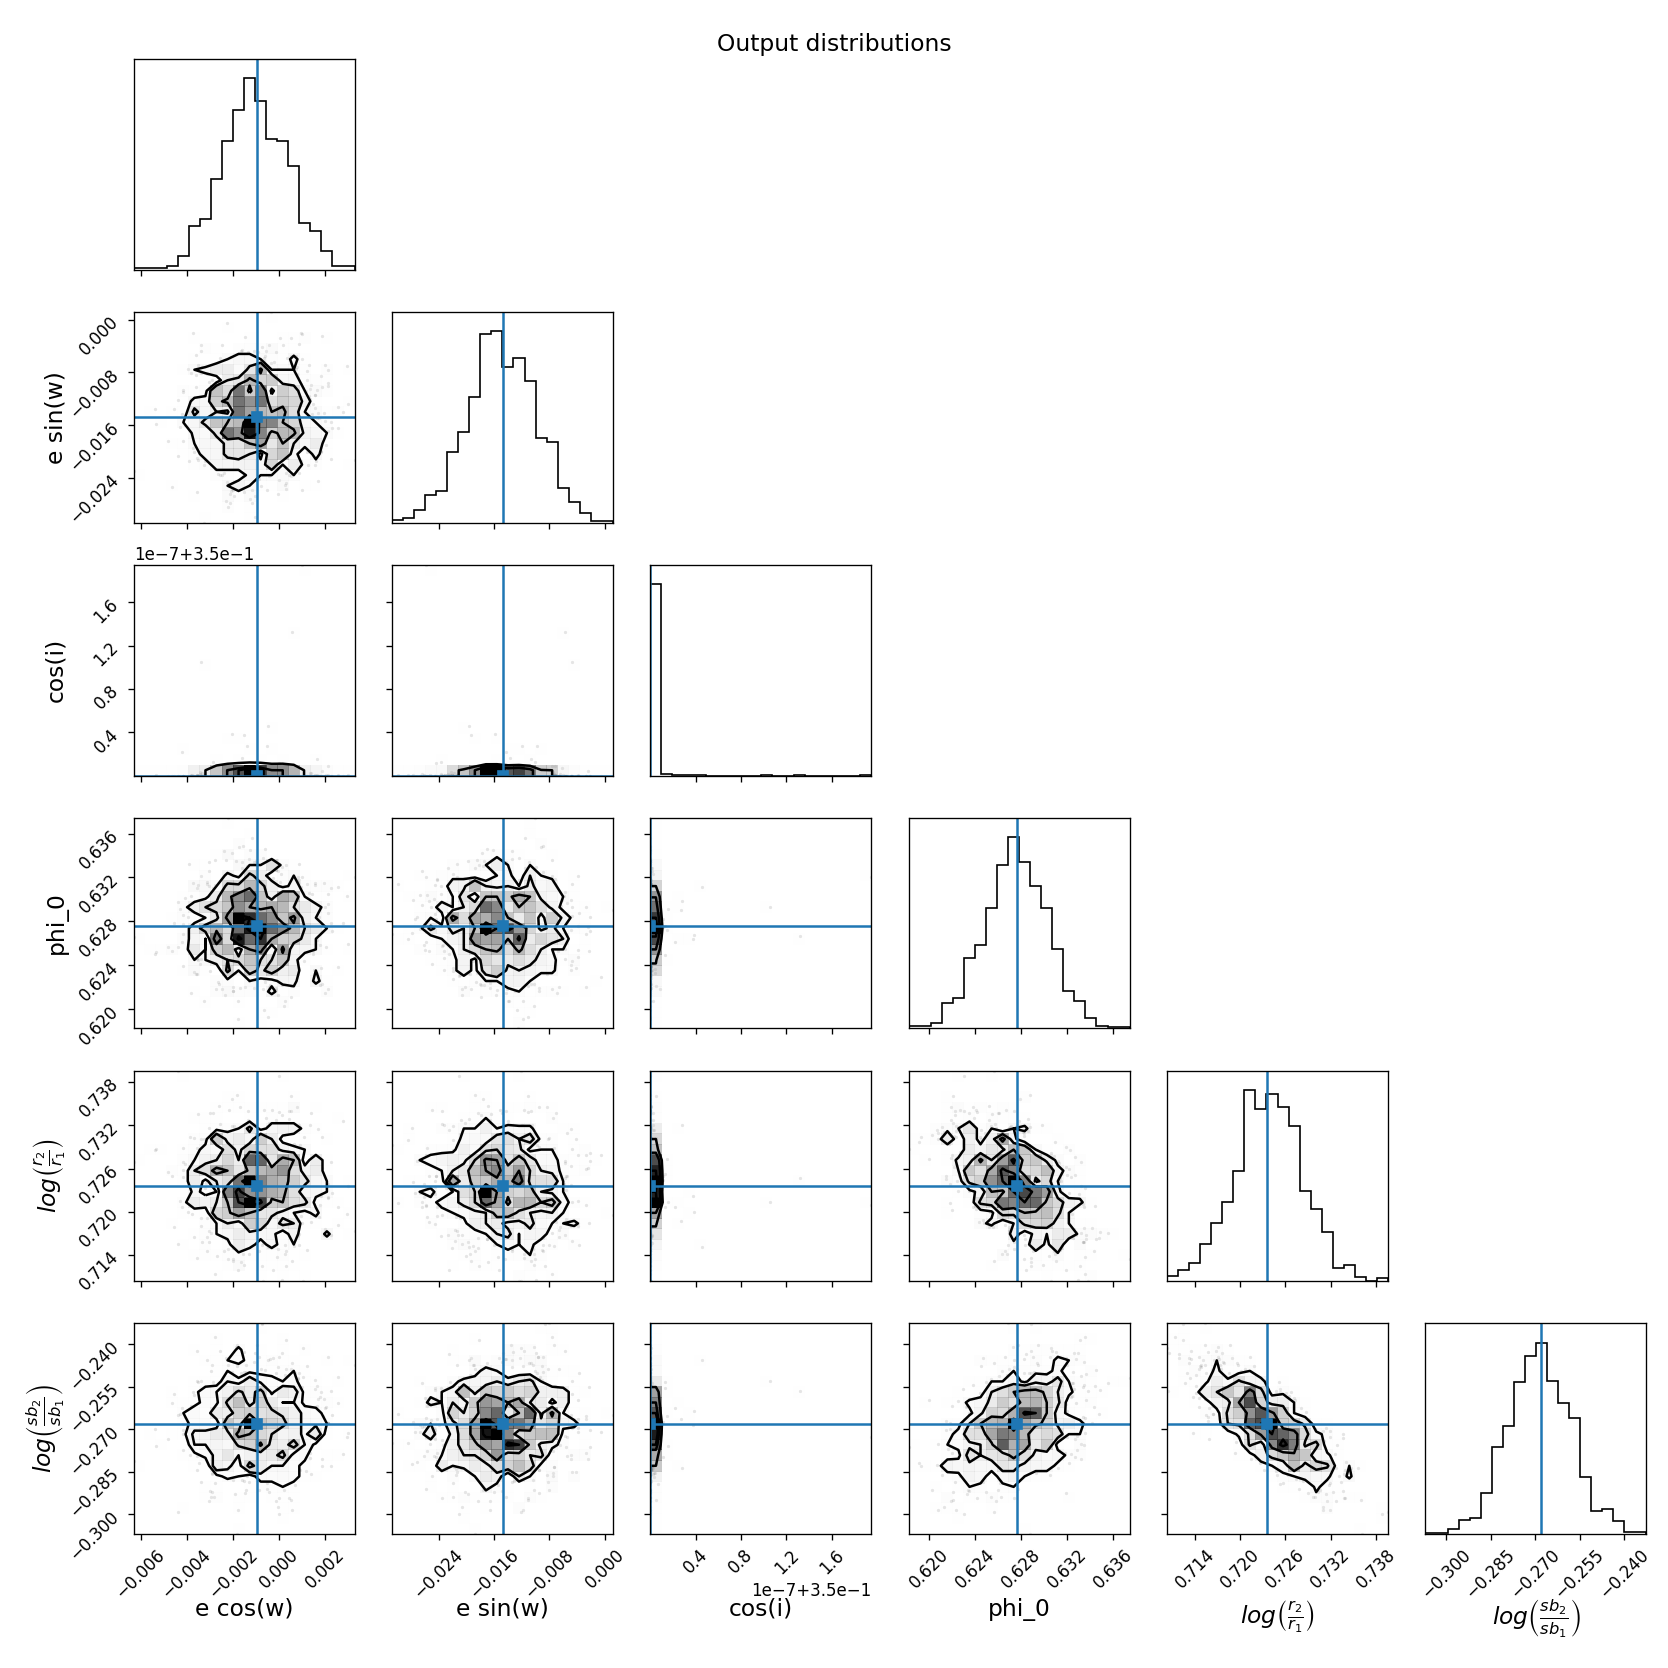 Output distributions
e sin(w)
0.000
−0.008
−0.016
−0.024
1e−7+3.5e−1
cos(i)
1.6
1.2
0.8
0.4
phi_0
0.636
0.632
0.628
0.624
0.620
log(r₂/r₁)
0.738
0.732
0.726
0.720
0.714
log(sb₂/sb₁)
−0.240
−0.255
−0.270
−0.285
−0.300
−0.006 −0.004 −0.002 0.000 0.002
−0.024 −0.016 −0.008 0.000
0.4 0.8 1.2 1.6
0.620 0.624 0.628 0.632 0.636
0.714 0.720 0.726 0.732 0.738
−0.300 −0.285 −0.270 −0.255 −0.240
1e−7+3.5e−1
e cos(w) e sin(w) cos(i) phi_0 log(r₂/r₁) log(sb₂/sb₁)